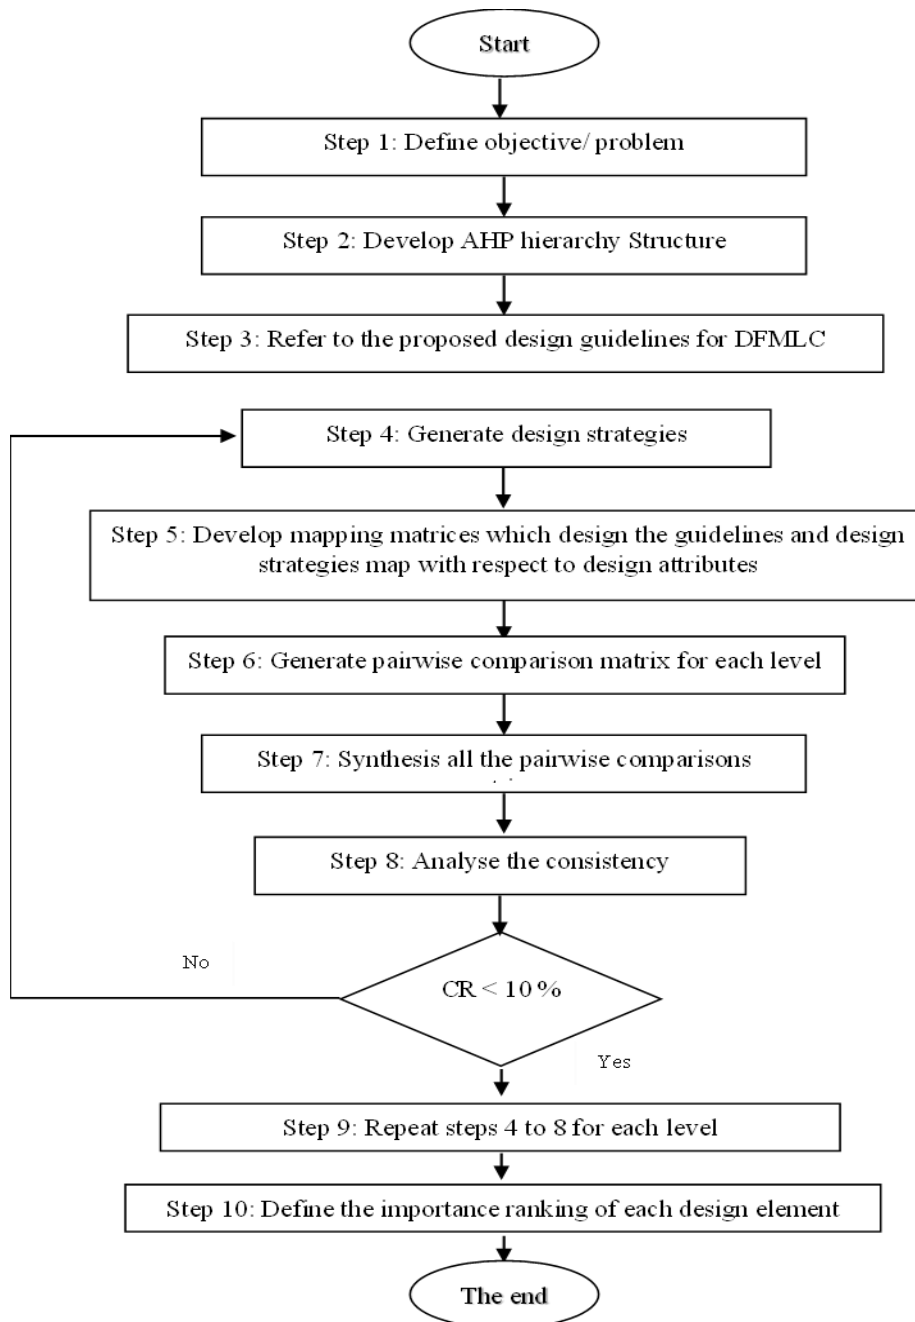 Start
Step 1: Define objective/ problem
Step 2: Develop AHP hierarchy Structure
Step 3: Refer to the proposed design guidelines for DFMLC
Step 4: Generate design strategies
Step 5: Develop mapping matrices which design the guidelines and design
strategies map with respect to design attributes
Step 6: Generate pairwise comparison matrix for each level
Step 7: Synthesis all the pairwise comparisons
Step 8: Analyse the consistency
No
CR < 10 %
Yes
Step 9: Repeat steps 4 to 8 for each level
Step 10: Define the importance ranking of each design element
The end